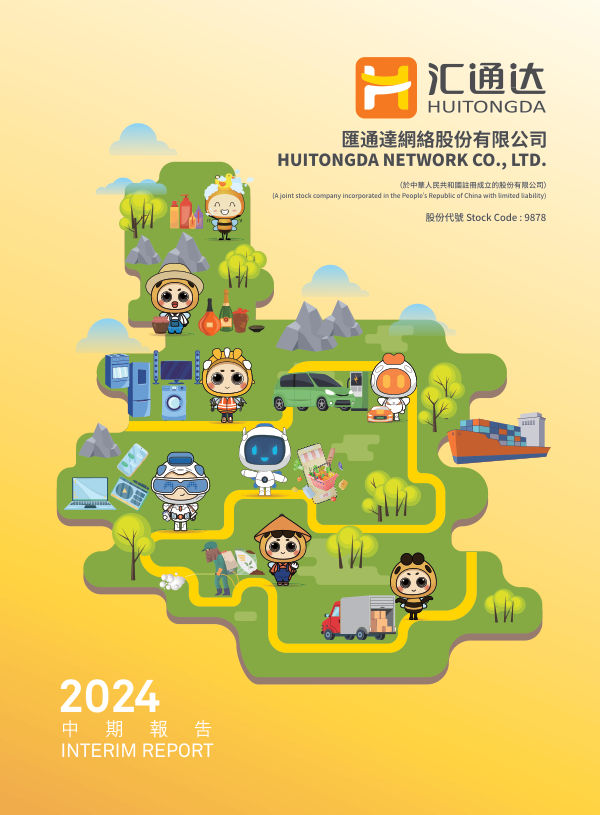 汇通达
HUITONGDA
匯通達網絡股份有限公司
HUITONGDA NETWORK CO., LTD.
（於中華人民共和國註冊成立的股份有限公司）
(A joint stock company incorporated in the People's Republic of China with limited liability)
股份代號 Stock Code : 9878
2024
中期報告
INTERIM REPORT